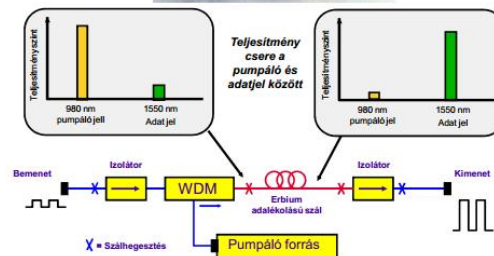 Teljesítményszint
980 nm
pumpáló jell
1550 nm
Adat jel
Teljesítmény
csere a
pumpáló és
adatjel között
Teljesítményszint
980 nm
pumpáló jel
1550 nm
Adat jel
Bemenet
Izolátor
WDM
Erbium
adalékolású szál
Izolátor
Kimenet
X = Szálhegesztés
Pumpáló forrás